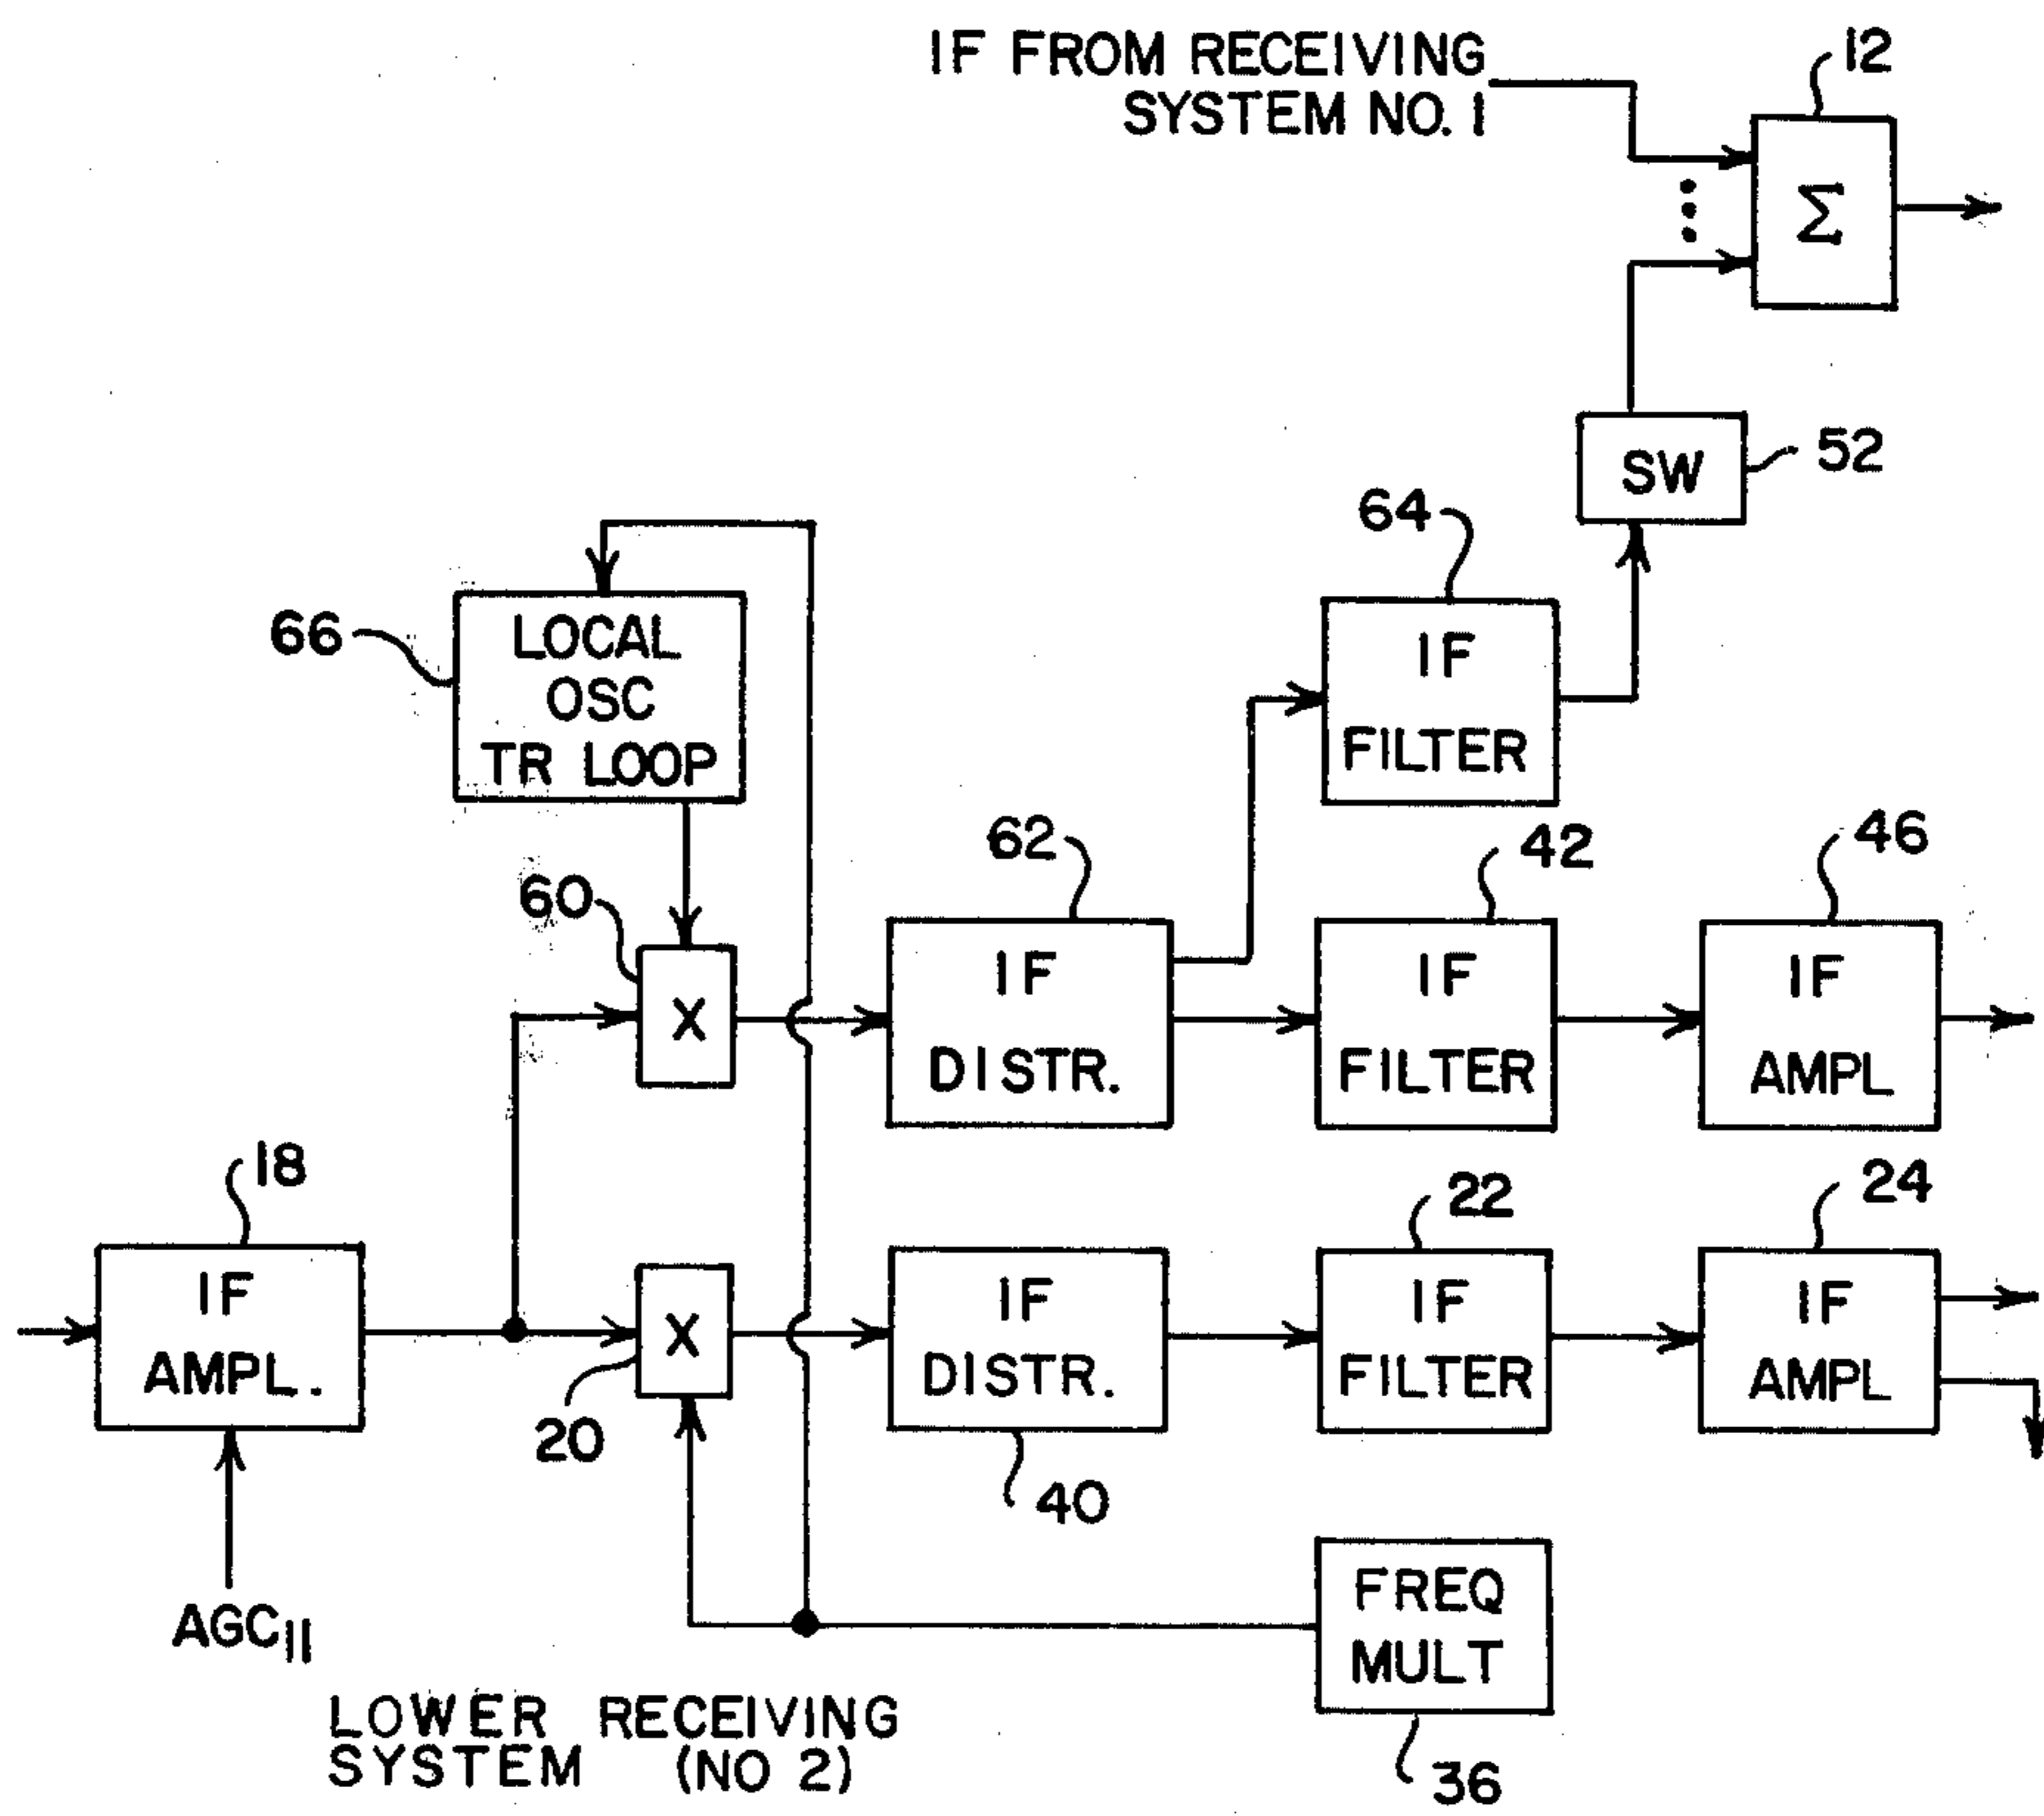 IF FROM RECEIVING
SYSTEM NO. 1
12
Σ
SW
52
64
IF
FILTER
66
LOCAL
OSC
TR LOOP
60
X
62
IF
DISTR.
42
IF
FILTER
46
IF
AMPL
18
IF
AMPL.
AGC11
20
X
IF
DISTR.
40
22
IF
FILTER
24
IF
AMPL
FREQ
MULT
36
LOWER RECEIVING
SYSTEM (NO 2)